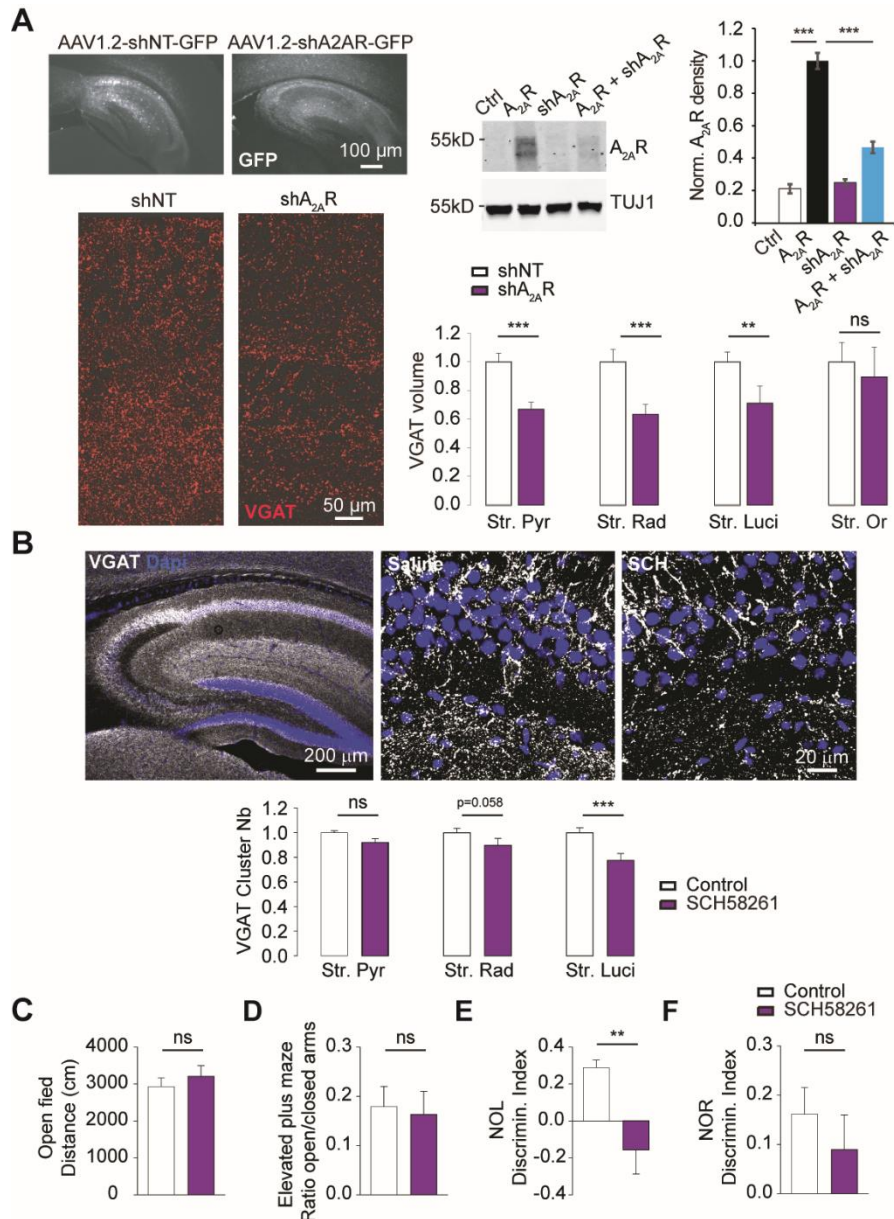 A
AAV1.2-shNT-GFP AAV1.2-shA2AR-GFP
GFP
100 µm
shNT
shA2AR
VGAT
50 µm
Ctrl
A2AR
shA2AR
A2AR + shA2AR
55kD
A2AR
55kD
TUJ1
Norm. A2AR density
1.0
0.8
0.6
0.4
0.2
0.0
*** ***
Ctrl
A2AR
shA2AR
A2AR + shA2AR
shNT
shA2AR
VGAT volume
1.2
1.0
0.8
0.6
0.4
0.2
0.0
*** *** ** ns
Str. Pyr Str. Rad Str. Luci Str. Or
B
VGAT Dapi
200 µm
Saline
SCH
20 µm
VGAT Cluster Nb
1.2
1.0
0.8
0.6
0.4
0.2
0.0
ns p=0.058 ***
Str. Pyr Str. Rad Str. Luci
Control
SCH58261
C
Open fied
Distance (cm)
4000
3000
2000
1000
0
ns
D
Elevated plus maze
Ratio open/closed arms
0.3
0.2
0.1
0.0
ns
E
NOL
Discrimin. Index
0.4
0.2
0.0
-0.2
-0.4
**
Control
SCH58261
F
NOR
Discrimin. Index
0.3
0.2
0.1
0.0
ns